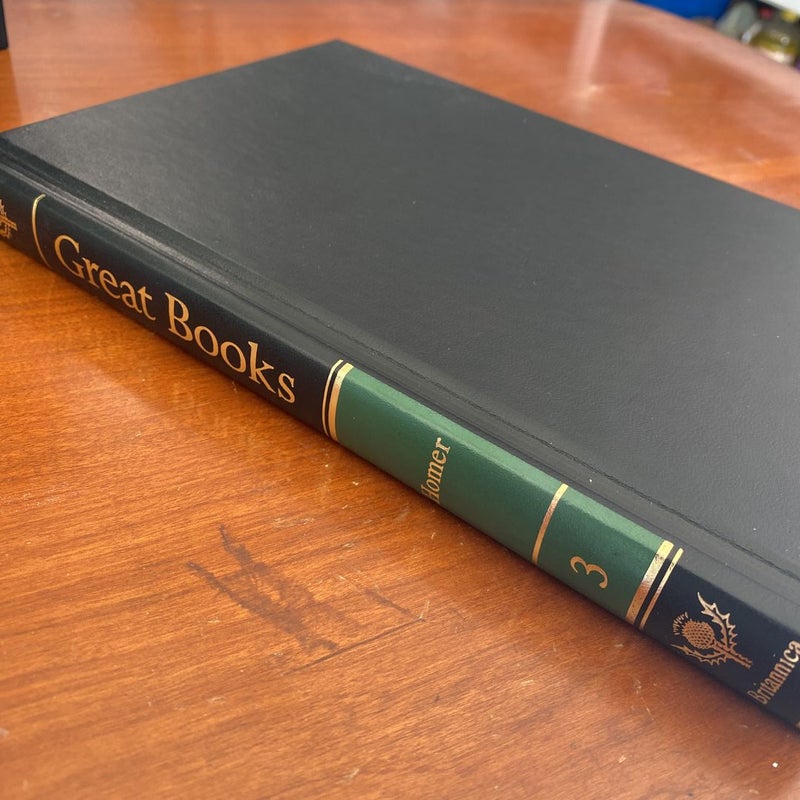 Great Books
Homer
3
Britannica